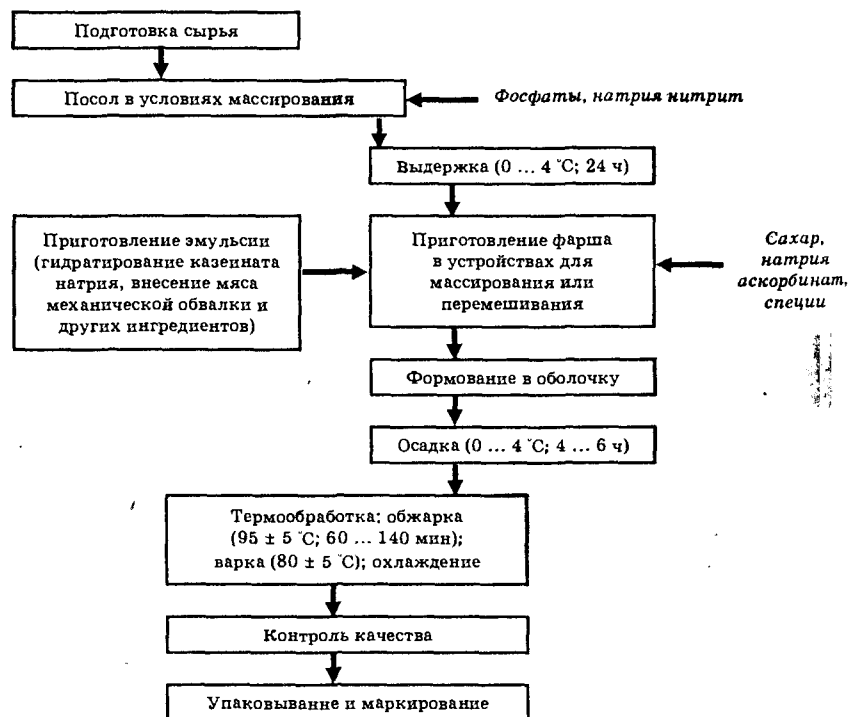 Подготовка сырья
Посол в условиях массирования
Фосфаты, натрия нитрит
Выдержка (0 ... 4 °С; 24 ч)
Приготовление эмульсии
(гидратирование казеината
натрия, внесение мяса
механической обвалки и
других ингредиентов)
Приготовление фарша
в устройствах для
массирования или
перемешивания
Сахар,
натрия
аскорбинат,
специи
Формование в оболочку
Осадка (0 ... 4 °С; 4 ... 6 ч)
Термообработка: обжарка
(95 ± 5 °С; 60 ... 140 мин);
варка (80 ± 5 °С); охлаждение
Контроль качества
Упаковывание и маркирование